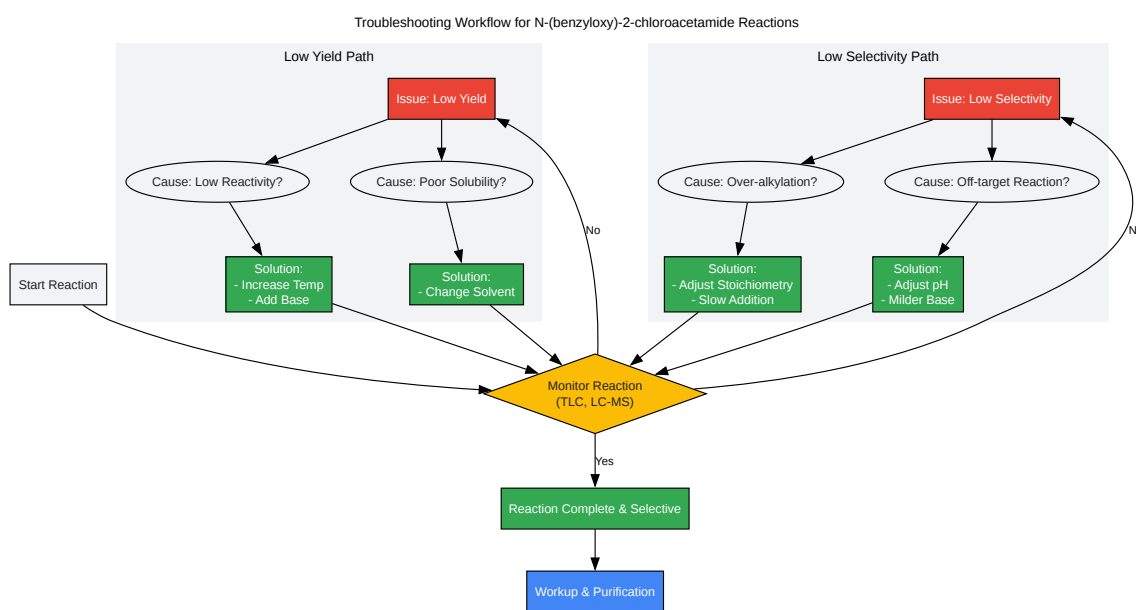 Troubleshooting Workflow for N-(benzyloxy)-2-chloroacetamide Reactions
Low Yield Path
Low Selectivity Path
Issue: Low Yield
Issue: Low Selectivity
Cause: Low Reactivity?
Cause: Poor Solubility?
Cause: Over-alkylation?
Cause: Off-target Reaction?
No
N
Start Reaction
Solution:
- Increase Temp
- Add Base
Solution:
- Change Solvent
Solution:
- Adjust Stoichiometry
- Slow Addition
Solution:
- Adjust pH
- Milder Base
Monitor Reaction
(TLC, LC-MS)
Yes
Reaction Complete & Selective
Workup & Purification